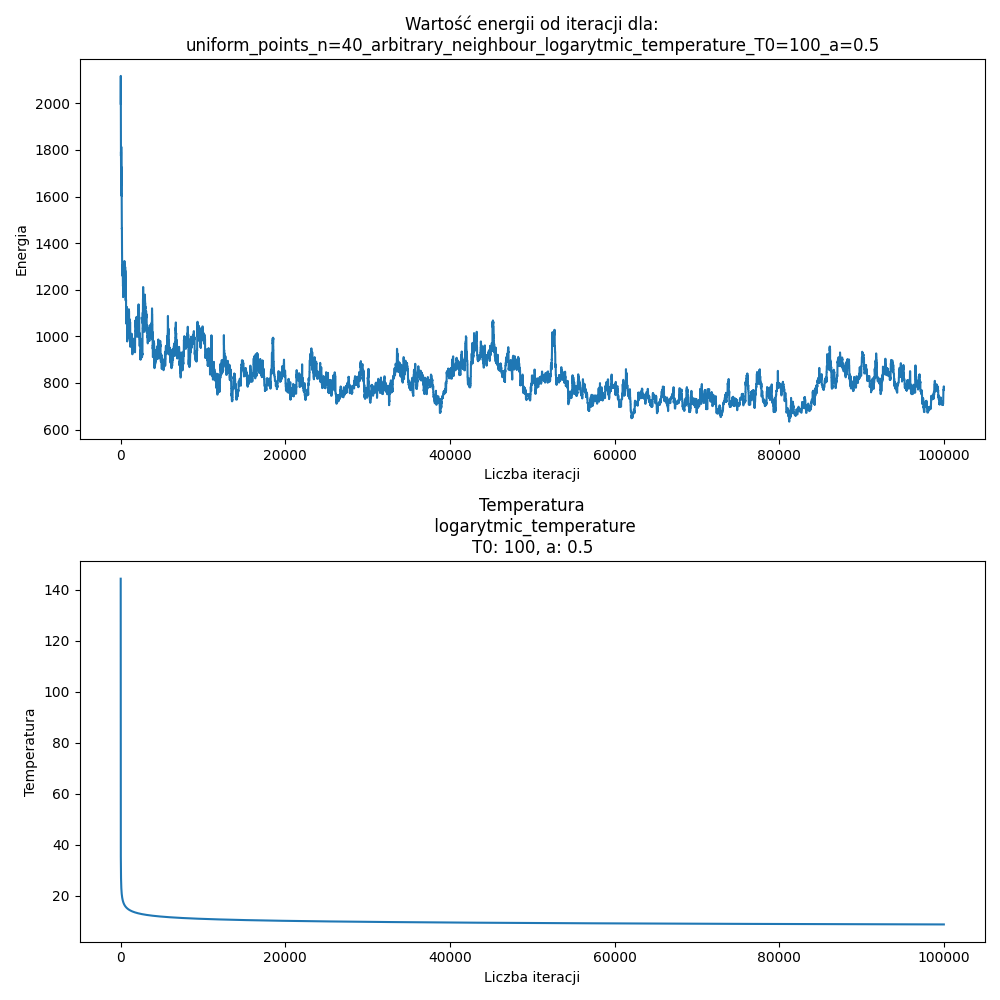 Wartość energii od iteracji dla:
uniform_points_n=40_arbitrary_neighbour_logarytmic_temperature_T0=100_a=0.5
2000
1800
1600
1400
1200
1000
800
600
Energia
0 20000 40000 60000 80000 100000
Liczba iteracji
Temperatura
logarytmic_temperature
T0: 100, a: 0.5
140
120
100
80
60
40
20
Temperatura
0 20000 40000 60000 80000 100000
Liczba iteracji